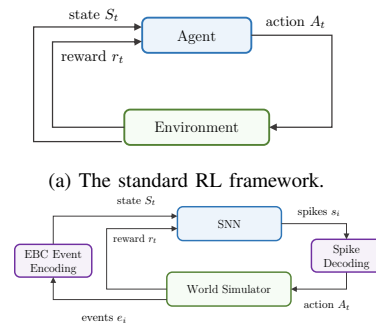 state S_t
action A_t
Agent
reward r_t
Environment
(a) The standard RL framework.
state S_t
spikes s_i
SNN
reward r_t
EBC Event
Encoding
Spike
Decoding
World Simulator
action A_t
events e_i